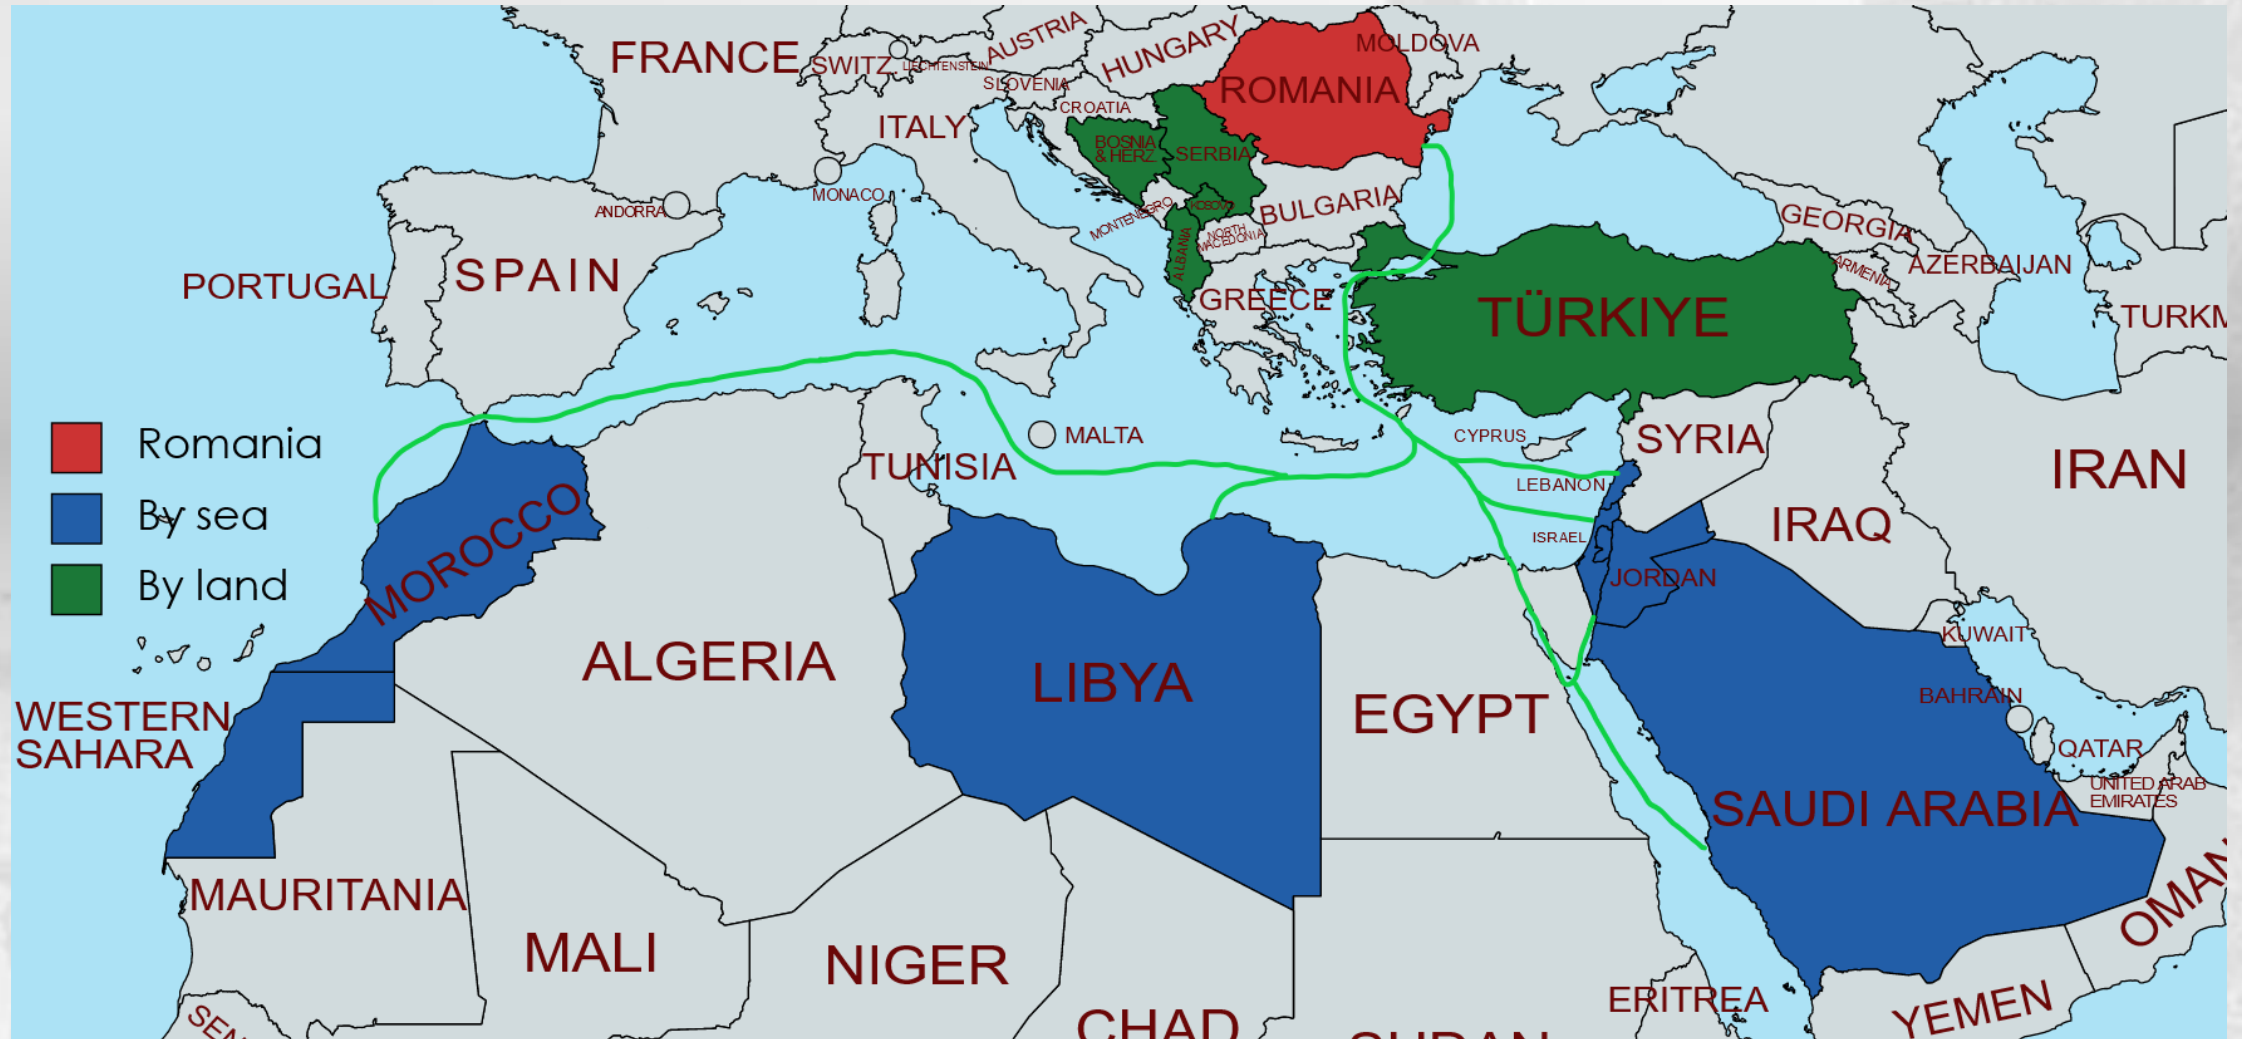 FRANCE
SWITZ.
LIECHTENSTEIN
AUSTRIA
HUNGARY
MOLDOVA
ROMANIA
SLOVENIA
CROATIA
ITALY
BOSNIA
& HERZ.
SERBIA
MONACO
ANDORRA
MONTENEGRO
KOSOVO
BULGARIA
NORTH
MACEDONIA
ALBANIA
GEORGIA
ARMENIA
AZERBAIJAN
PORTUGAL
SPAIN
GREECE
TÜRKIYE
TURKM
Romania
By sea
By land
MALTA
CYPRUS
SYRIA
TUNISIA
LEBANON
IRAN
IRAQ
ISRAEL
MOROCCO
JORDAN
ALGERIA
LIBYA
EGYPT
KUWAIT
WESTERN
SAHARA
BAHRAIN
QATAR
UNITED ARAB
EMIRATES
SAUDI ARABIA
OMAN
MAURITANIA
MALI
NIGER
CHAD
SUDAN
ERITREA
YEMEN
SEN